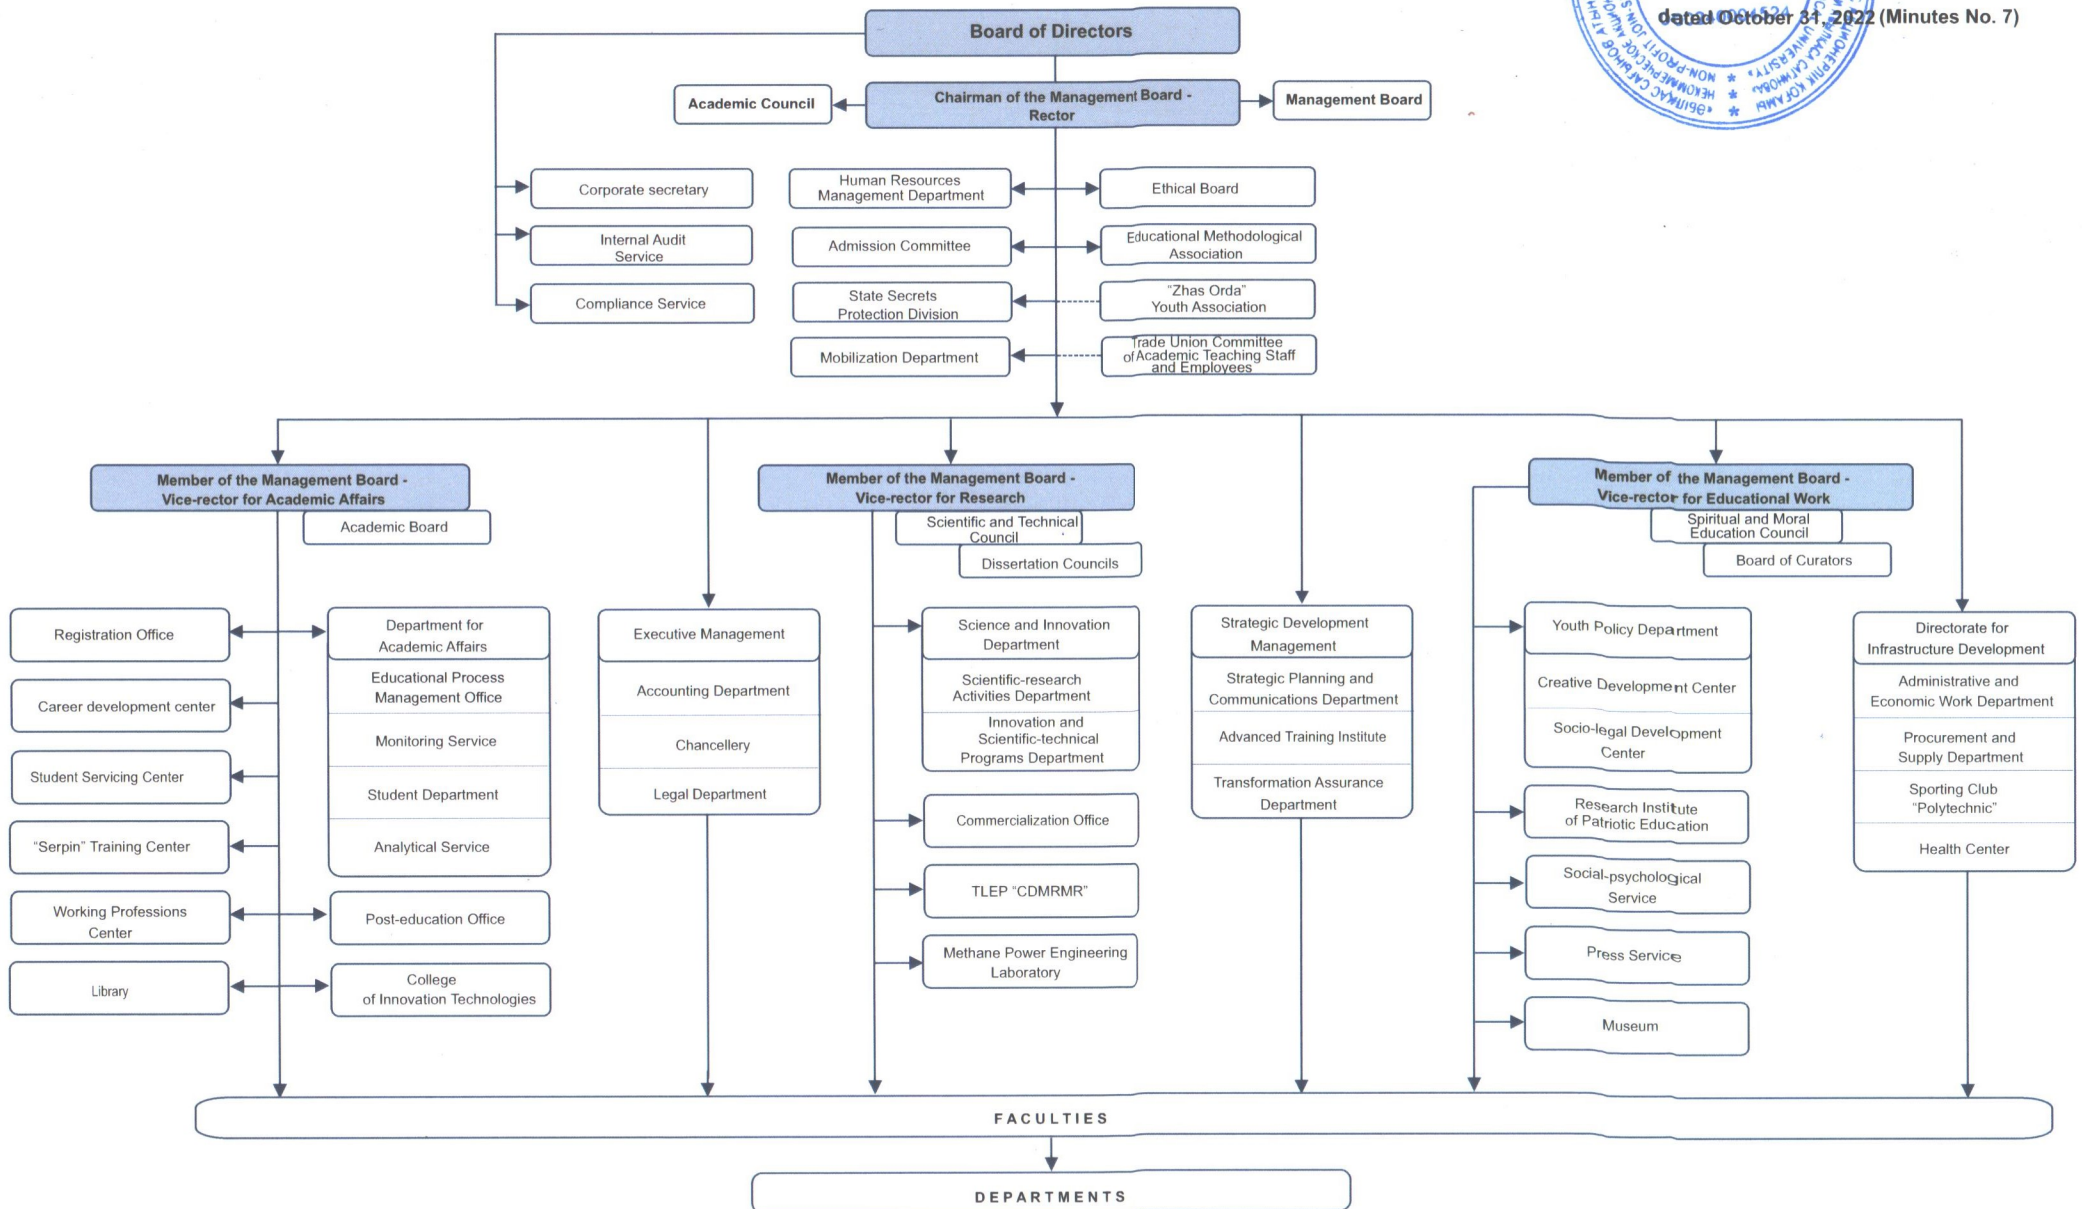 dated October 31, 2022 (Minutes No. 7)
Board of Directors
Academic Council
Chairman of the Management Board -
Rector
Management Board
NON-PROFIT JOIN
UNIVERSITY
НЕКОММЕРЧЕСКОЕ
Corporate secretary
Internal Audit
Service
Compliance Service
Human Resources
Management Department
Ethical Board
Admission Committee
Educational Methodological
Association
State Secrets
Protection Division
"Zhas Orda"
Youth Association
Mobilization Department
Trade Union Committee
of Academic Teaching Staff
and Employees
Member of the Management Board -
Vice-rector for Academic Affairs
Academic Board
Member of the Management Board -
Vice-rector for Research
Scientific and Technical
Council
Dissertation Councils
Member of the Management Board -
Vice-rector for Educational Work
Spiritual and Moral
Education Council
Board of Curators
Registration Office
Career development center
Student Servicing Center
"Serpin" Training Center
Working Professions
Center
Library
Department for
Academic Affairs
Educational Process
Management Office
Monitoring Service
Student Department
Analytical Service
Post-education Office
College
of Innovation Technologies
Executive Management
Accounting Department
Chancellery
Legal Department
Science and Innovation
Department
Scientific-research
Activities Department
Innovation and
Scientific-technical
Programs Department
Commercialization Office
TLEP "CDMRMR"
Methane Power Engineering
Laboratory
Strategic Development
Management
Strategic Planning and
Communications Department
Advanced Training Institute
Transformation Assurance
Department
Youth Policy Department
Creative Development Center
Socio-legal Development
Center
Research Institute
of Patriotic Education
Social-psychological
Service
Press Service
Museum
Directorate for
Infrastructure Development
Administrative and
Economic Work Department
Procurement and
Supply Department
Sporting Club
"Polytechnic"
Health Center
FACULTIES
DEPARTMENTS